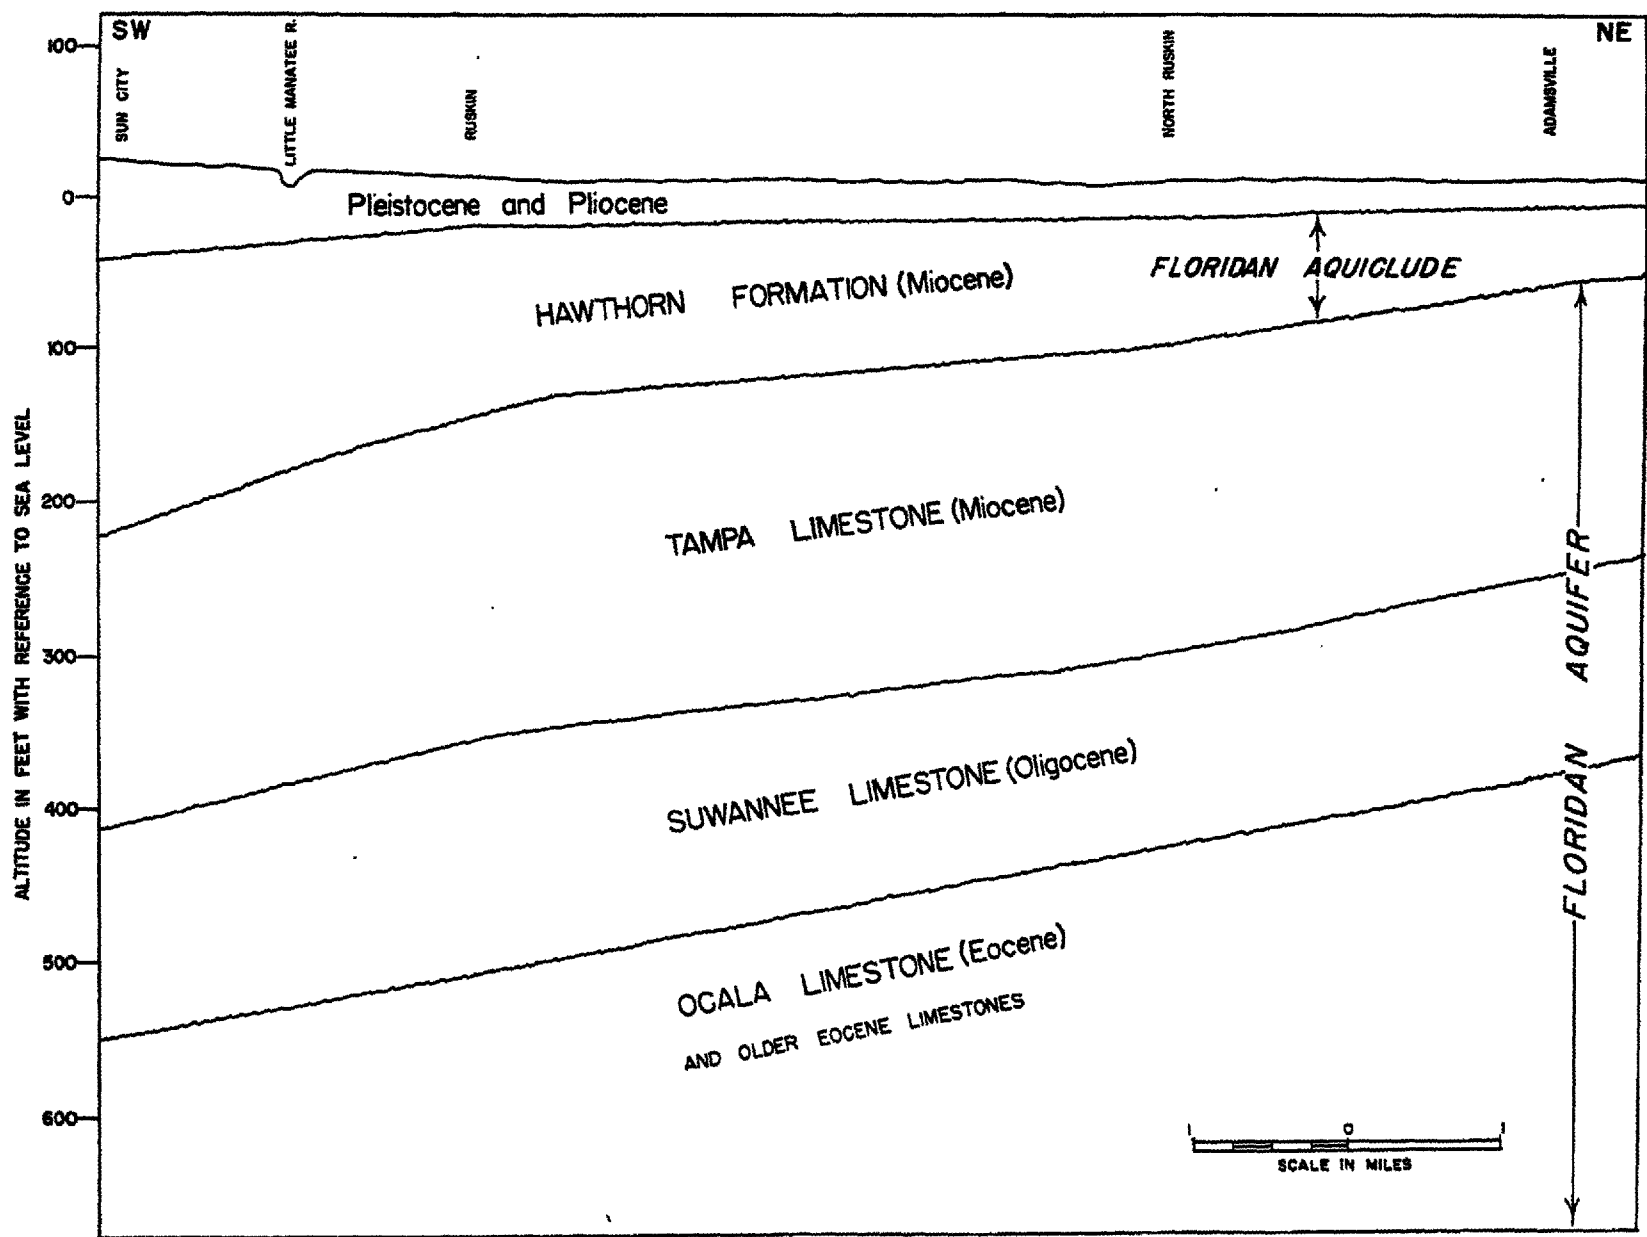 SW
NE
100
SUN CITY
LITTLE MANATEE R.
RUSKIN
NORTH RUSKIN
ADAMSVILLE
0
Pleistocene and Pliocene
FLORIDAN AQUICLUDE
HAWTHORN FORMATION (Miocene)
100
ALTITUDE IN FEET WITH REFERENCE TO SEA LEVEL
200
TAMPA LIMESTONE (Miocene)
FLORIDAN AQUIFER
300
SUWANNEE LIMESTONE (Oligocene)
400
OCALA LIMESTONE (Eocene)
500
AND OLDER EOCENE LIMESTONES
600
1 0 1
SCALE IN MILES